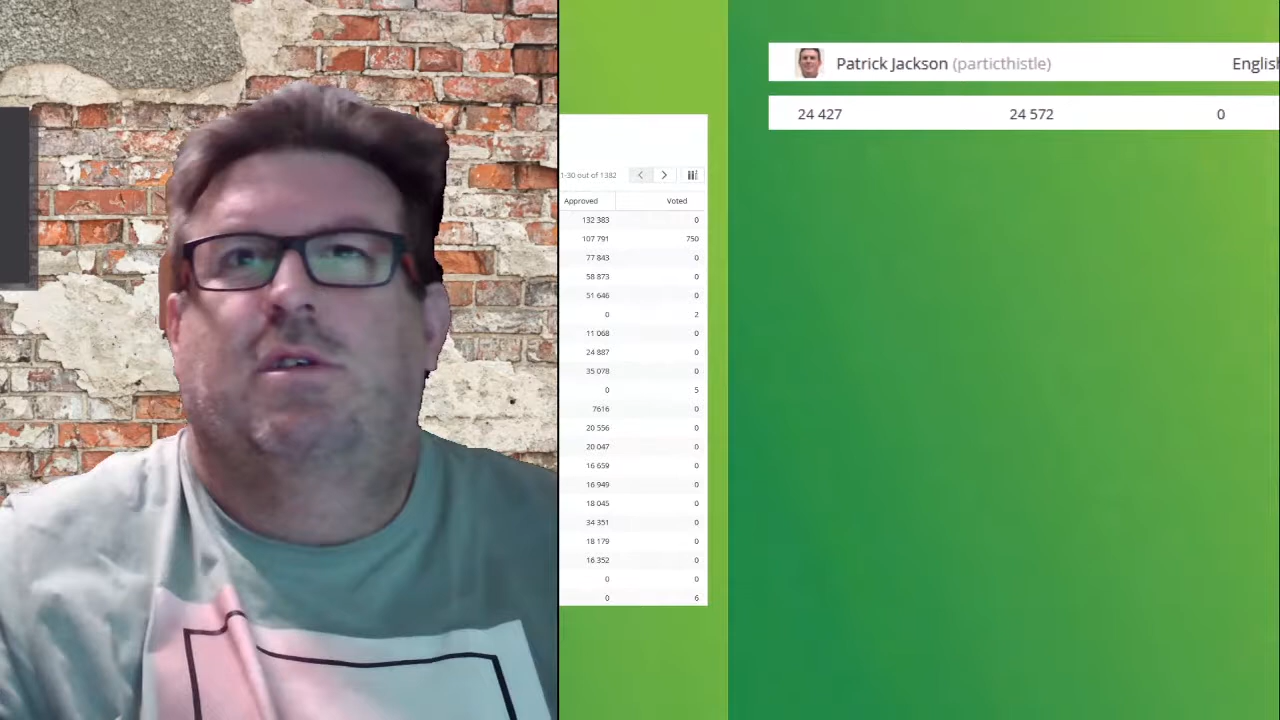 1-30 out of 1382
Approved Voted
132 383 0
107 791 750
77 843 0
58 873 0
51 646 0
0 2
11 068 0
24 887 0
35 078 0
0 5
7616 0
20 556 0
20 047 0
16 659 0
16 949 0
18 045 0
34 351 0
18 179 0
16 352 0
0 0
0 6
Patrick Jackson (particthistle) English
24 427 24 572 0